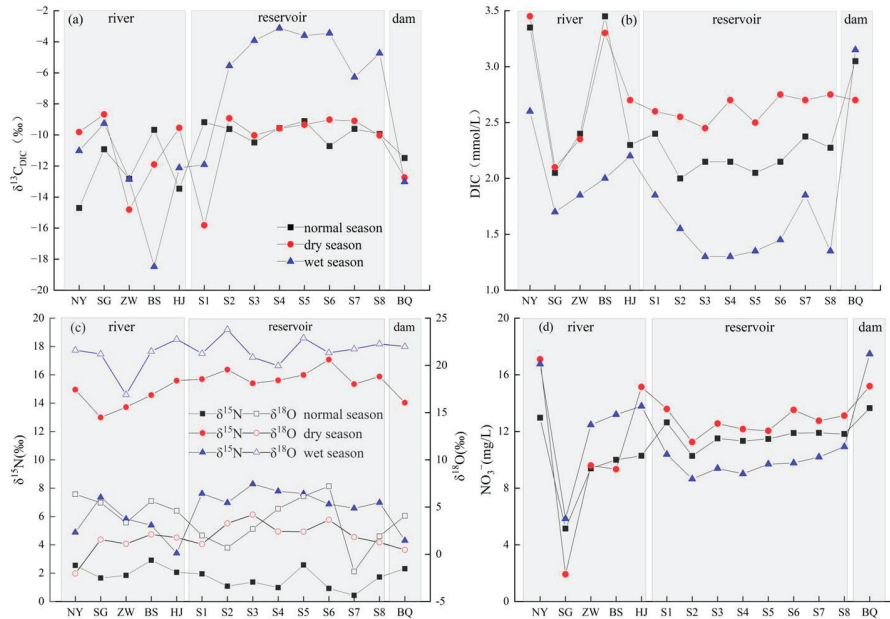 (a) river reservoir dam
−2
−4
−6
−8
−10
−12
−14
−16
−18
−20
δ¹³C_DIC（‰）
normal season
dry season
wet season
NY SG ZW BS HJ S1 S2 S3 S4 S5 S6 S7 S8 BQ
river (b) reservoir dam
3.5
3.0
2.5
2.0
1.5
1.0
DIC（mmol/L）
NY SG ZW BS HJ S1 S2 S3 S4 S5 S6 S7 S8 BQ
(c) river reservoir dam
20
18
16
14
12
10
8
6
4
2
0
δ¹⁵N(‰)
25
20
15
10
5
0
-5
δ¹⁸O(‰)
δ¹⁵N δ¹⁸O normal season
δ¹⁵N δ¹⁸O dry season
δ¹⁵N δ¹⁸O wet season
NY SG ZW BS HJ S1 S2 S3 S4 S5 S6 S7 S8 BQ
(d) river reservoir dam
20
16
12
8
4
0
NO₃⁻(mg/L)
NY SG ZW BS HJ S1 S2 S3 S4 S5 S6 S7 S8 BQ